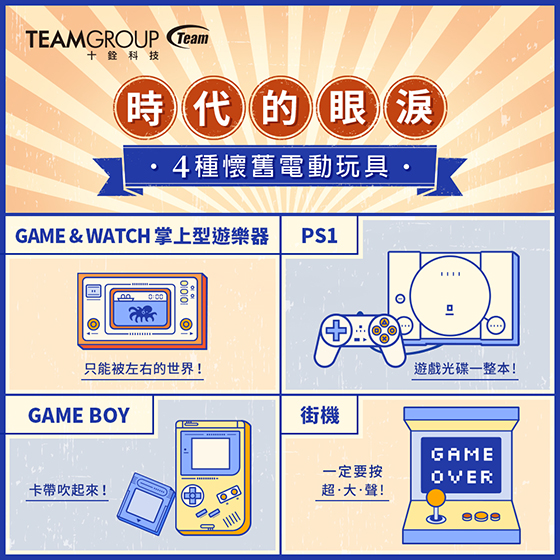 TEAMGROUP Team
十銓科技
時代的眼淚
·4種懷舊電動玩具·
GAME & WATCH 掌上型遊樂器
0:00
只能被左右的世界！
PS1
遊戲光碟一整本！
GAME BOY
卡帶吹起來！
街機
一定要按
超·大·聲！
GAME
OVER